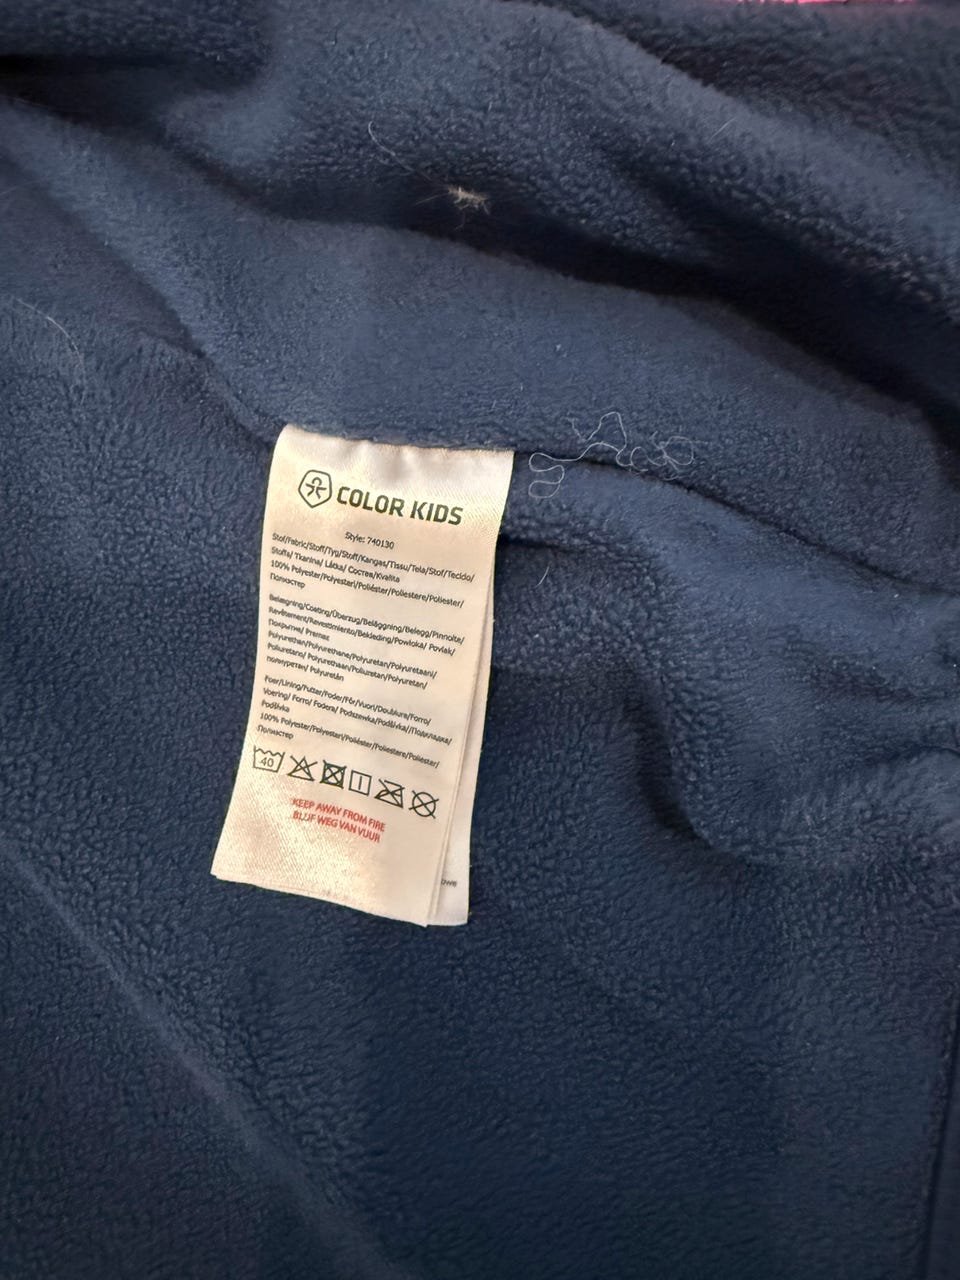 COLOR KIDS
Style: 740130
Stof/Fabric/Stoff/Tyg/Stoff/Kangas/Tissu/Tela/Stof/Tecido/
Stoffa/ Tkanina/ Látka/ Состав/Kvalita
100% Polyester/Polyesteri/Poliéster/Poliestere/Poliester/
Полиэстер
Belægning/Coating/Überzug/Beläggning/Belegg/Pinnoite/
Revêtement/Revestimiento/Bekleding/Powłoka/ Povlak/
Покрытие/ Premaz
Polyurethan/Polyurethane/Polyuretan/Polyuretaani/
Poliuretano/ Polyurethaan/Poliuretan/Polyuretan/
полиуретан/ Polyuretán
Foer/Lining/Futter/Foder/Fôr/Vuori/Doublure/Forro/
Voering/ Forro/ Fodera/ Podszewka/Podšívka//Подкладка/
Podšívka
100% Polyester/Polyesteri/Poliéster/Poliestere/Poliester/
Полиэстер
40
KEEP AWAY FROM FIRE
BLIJF WEG VAN VUUR